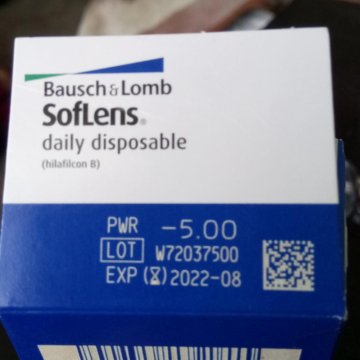 Bausch & Lomb
SofLens®
daily disposable
(hilafilcon B)
PWR -5.00
LOT W72037500
EXP 2022-08